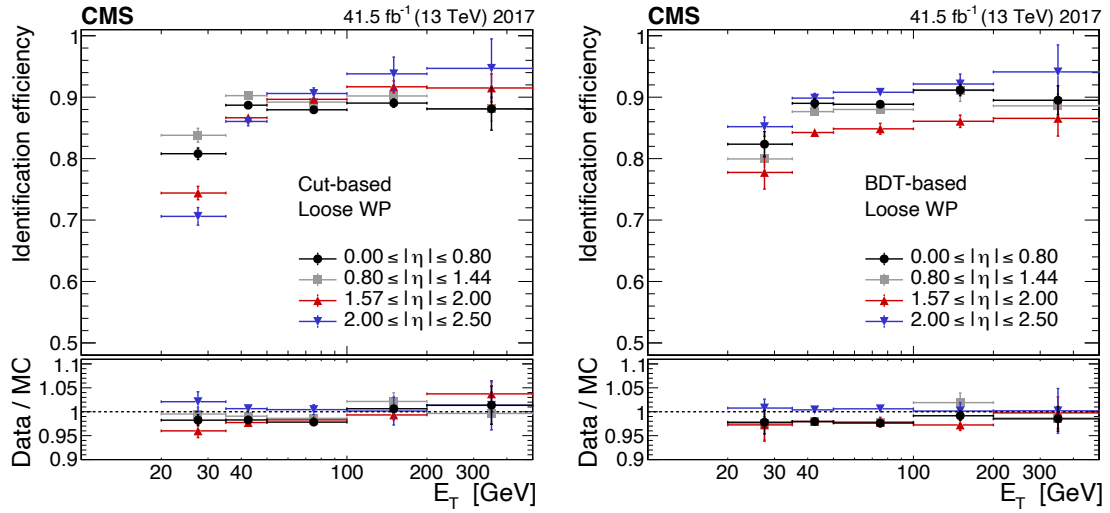 CMS 41.5 fb⁻¹ (13 TeV) 2017
Identification efficiency
1
0.9
0.8
0.7
0.6
0.5
Cut-based
Loose WP
0.00 ≤ | η | ≤ 0.80
0.80 ≤ | η | ≤ 1.44
1.57 ≤ | η | ≤ 2.00
2.00 ≤ | η | ≤ 2.50
Data / MC
1.1
1.05
1
0.95
0.9
20 30 40 100 200 300
E_T [GeV]
CMS 41.5 fb⁻¹ (13 TeV) 2017
Identification efficiency
1
0.9
0.8
0.7
0.6
0.5
BDT-based
Loose WP
0.00 ≤ | η | ≤ 0.80
0.80 ≤ | η | ≤ 1.44
1.57 ≤ | η | ≤ 2.00
2.00 ≤ | η | ≤ 2.50
Data / MC
1.1
1.05
1
0.95
0.9
20 30 40 100 200 300
E_T [GeV]